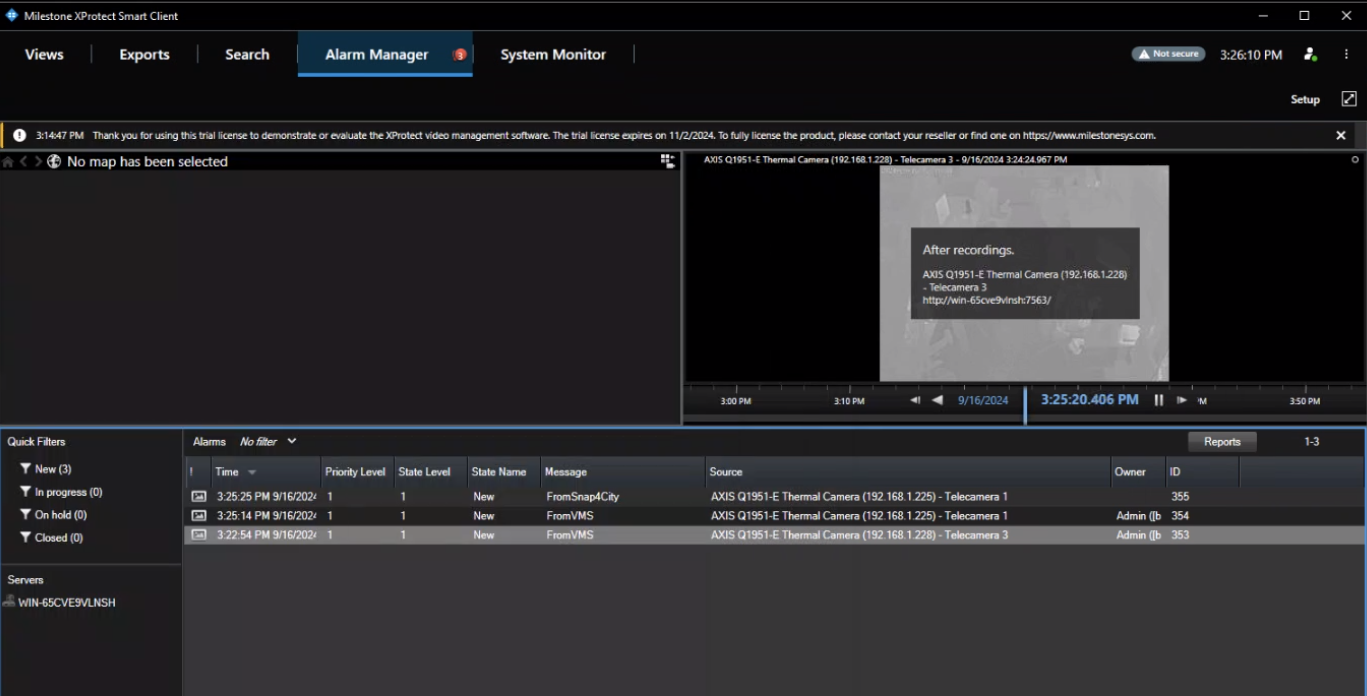 Milestone XProtect Smart Client
Views Exports Search Alarm Manager 3 System Monitor Not secure 3:26:10 PM
Setup
3:14:47 PM Thank you for using this trial license to demonstrate or evaluate the XProtect video management software. The trial license expires on 11/2/2024. To fully license the product, please contact your reseller or find one on https://www.milestonesys.com.
No map has been selected
AXIS Q1951-E Thermal Camera (192.168.1.228) - Telecamera 3 - 9/16/2024 3:24:24.967 PM
After recordings.
AXIS Q1951-E Thermal Camera (192.168.1.228)
- Telecamera 3
http://win-65cve9vlnsh:7563/
3:00 PM 3:10 PM 9/16/2024 3:25:20.406 PM 3:50 PM
Quick Filters
New (3)
In progress (0)
On hold (0)
Closed (0)
Servers
WIN-65CVE9VLNSH
Alarms No filter Reports 1-3
! Time Priority Level State Level State Name Message Source Owner ID
3:25:25 PM 9/16/2024 1 1 New FromSnap4City AXIS Q1951-E Thermal Camera (192.168.1.225) - Telecamera 1 355
3:25:14 PM 9/16/2024 1 1 New FromVMS AXIS Q1951-E Thermal Camera (192.168.1.225) - Telecamera 1 Admin ([b 354
3:22:54 PM 9/16/2024 1 1 New FromVMS AXIS Q1951-E Thermal Camera (192.168.1.228) - Telecamera 3 Admin ([b 353